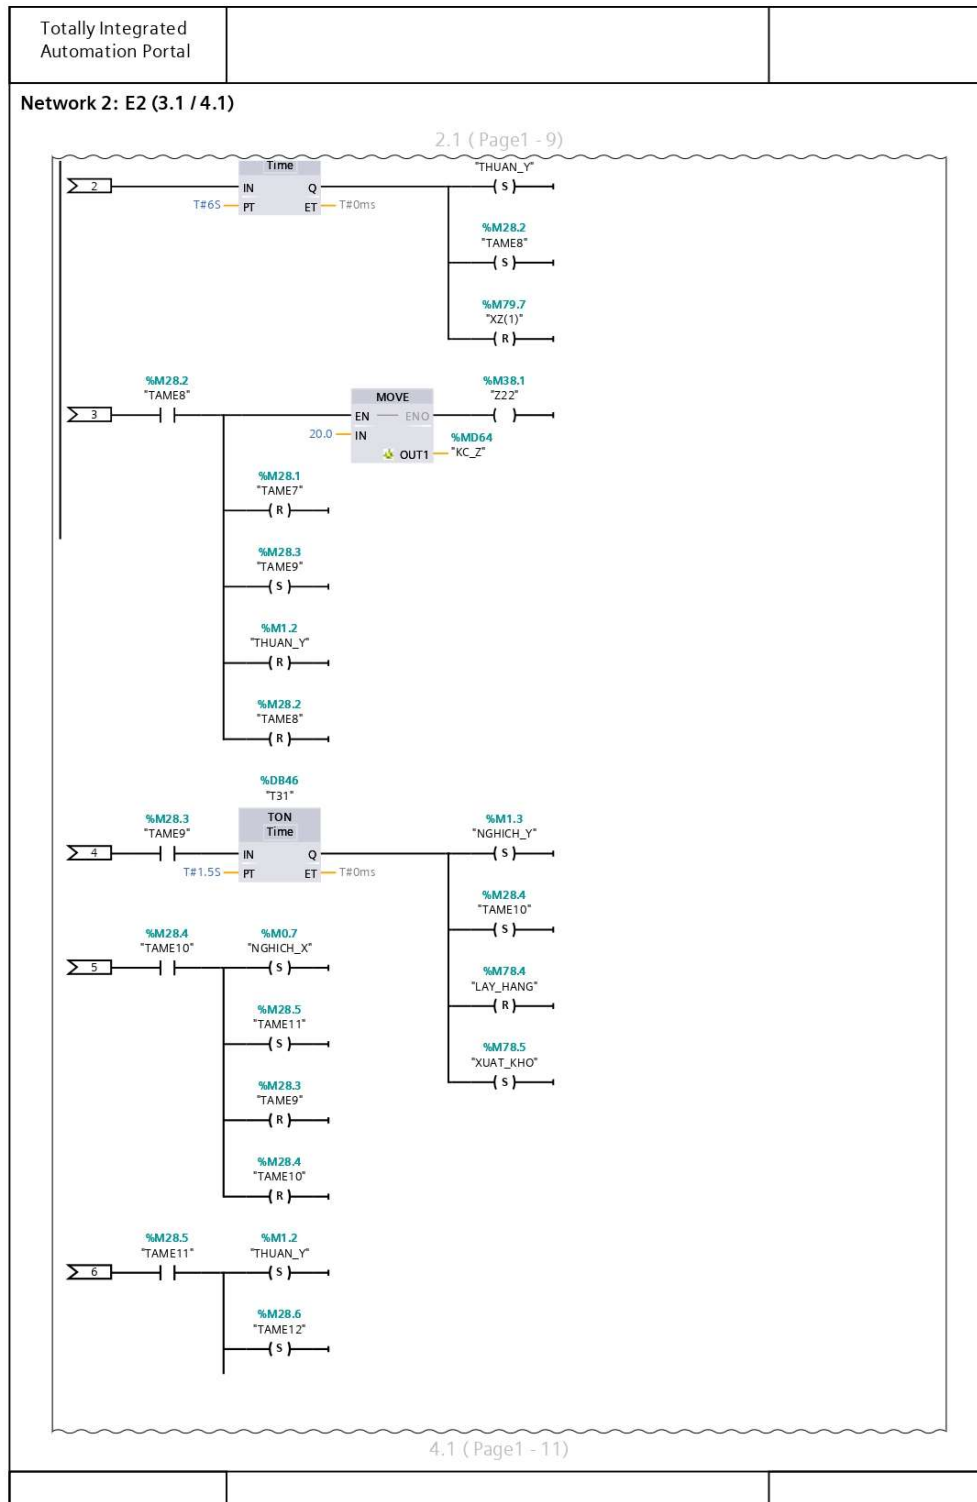 Totally Integrated
Automation Portal
Network 2: E2 (3.1 / 4.1)
2.1 ( Page1 - 9)
2
Time
IN
Q
T#6S
PT
ET
T#0ms
"THUAN_Y"
( S )
%M28.2
"TAME8"
( S )
%M79.7
"XZ(1)"
( R )
3
%M28.2
"TAME8"
MOVE
EN
ENO
20.0
IN
OUT1
%MD64
"KC_Z"
%M38.1
"Z22"
( )
%M28.1
"TAME7"
( R )
%M28.3
"TAME9"
( S )
%M1.2
"THUAN_Y"
( R )
%M28.2
"TAME8"
( R )
%DB46
"T31"
4
%M28.3
"TAME9"
TON
Time
IN
Q
T#1.5S
PT
ET
T#0ms
%M1.3
"NGHICH_Y"
( S )
%M28.4
"TAME10"
( S )
%M78.4
"LAY_HANG"
( R )
%M78.5
"XUAT_KHO"
( S )
5
%M28.4
"TAME10"
%M0.7
"NGHICH_X"
( S )
%M28.5
"TAME11"
( S )
%M28.3
"TAME9"
( R )
%M28.4
"TAME10"
( R )
6
%M28.5
"TAME11"
%M1.2
"THUAN_Y"
( S )
%M28.6
"TAME12"
( S )
4.1 ( Page1 - 11)